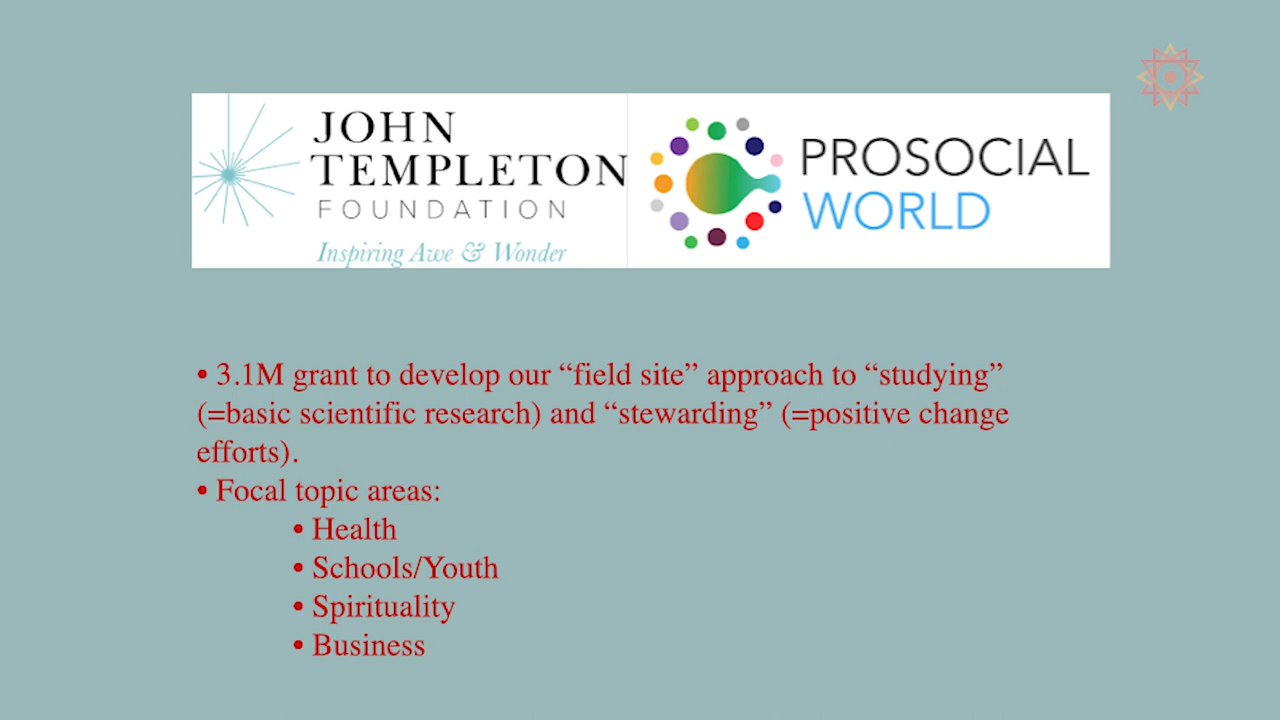 JOHN
TEMPLETON
FOUNDATION
Inspiring Awe & Wonder
PROSOCIAL
WORLD
• 3.1M grant to develop our “field site” approach to “studying”
(=basic scientific research) and “stewarding” (=positive change
efforts).
• Focal topic areas:
• Health
• Schools/Youth
• Spirituality
• Business